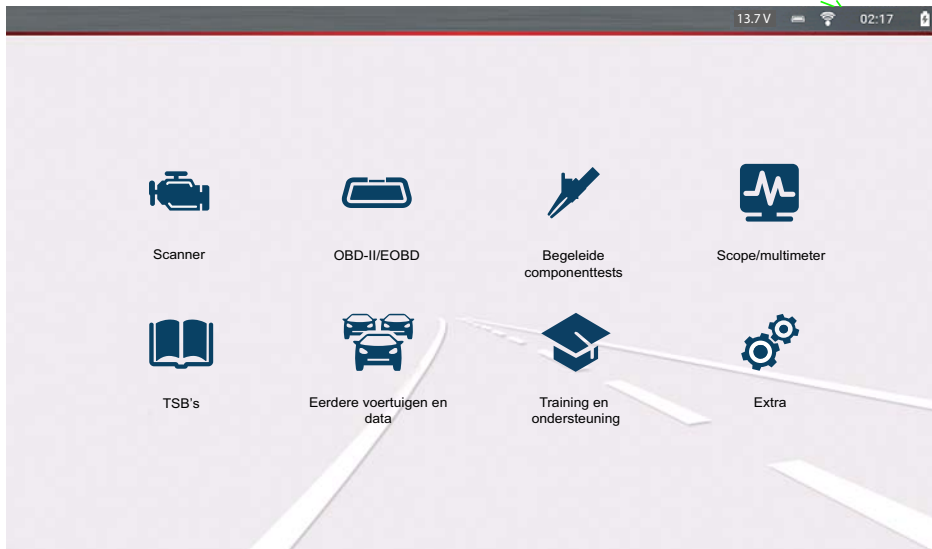 13.7 V 02:17
Scanner
OBD-II/EOBD
Begeleide
componenttests
Scope/multimeter
TSB's
Eerdere voertuigen en
data
Training en
ondersteuning
Extra